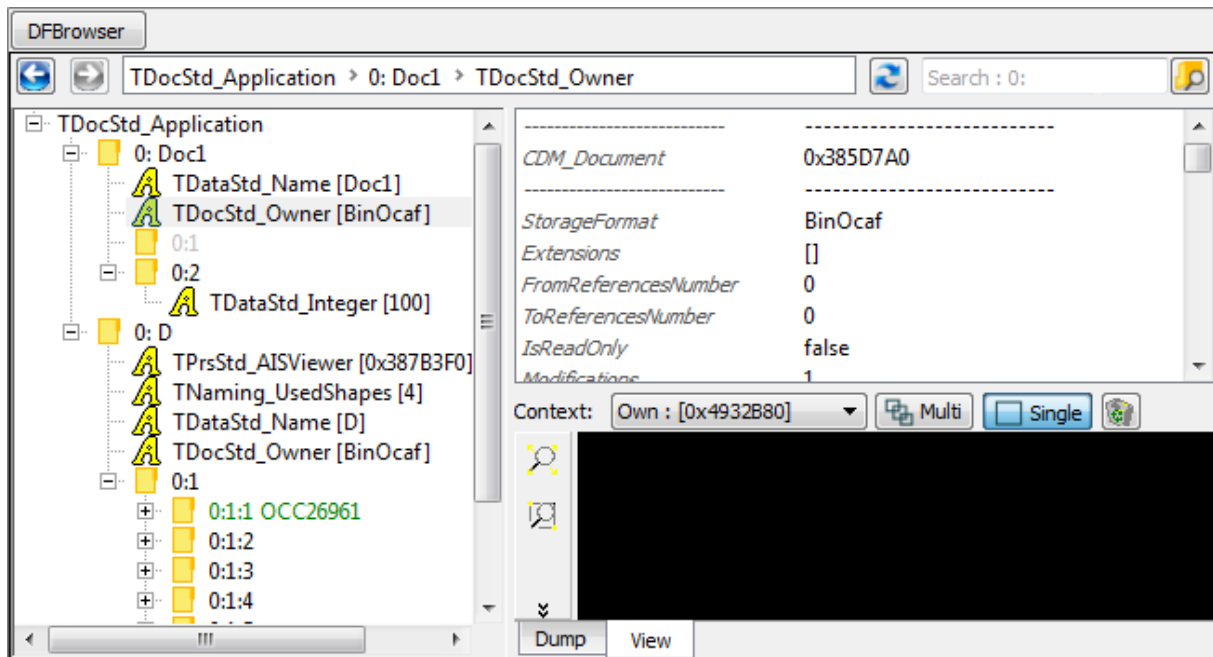 DFBrowser
TDocStd_Application > 0: Doc1 > TDocStd_Owner
Search : 0:
TDocStd_Application
0: Doc1
TDataStd_Name [Doc1]
TDocStd_Owner [BinOcaf]
0:1
0:2
TDataStd_Integer [100]
0: D
TPrsStd_AISViewer [0x387B3F0]
TNaming_UsedShapes [4]
TDataStd_Name [D]
TDocStd_Owner [BinOcaf]
0:1
0:1:1 OCC26961
0:1:2
0:1:3
0:1:4
--------------------------- ---------------------------
CDM_Document 0x385D7A0
--------------------------- ---------------------------
StorageFormat BinOcaf
Extensions []
FromReferencesNumber 0
ToReferencesNumber 0
IsReadOnly false
Modifications 1
Context: Own : [0x4932B80] Multi Single
Dump View